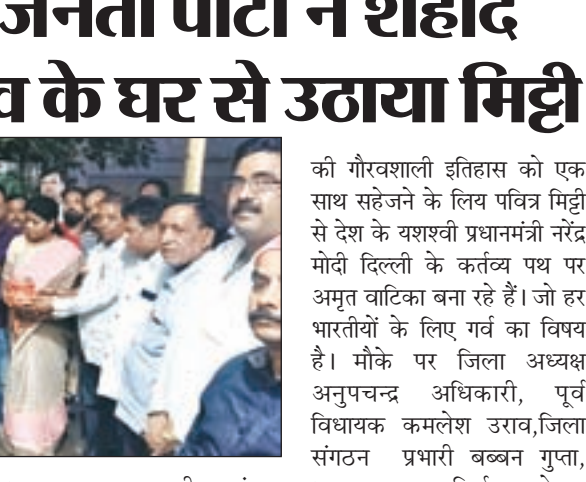 जनता पार्टी ने शहीद
के घर से उठाया मिट्टी
की गौरवशाली इतिहास को एक
साथ सहेजने के लिय पवित्र मिट्टी
से देश के यशश्वी प्रधानमंत्री नरेंद्र
मोदी दिल्ली के कर्तव्य पथ पर
अमृत वाटिका बना रहे हैं। जो हर
भारतीयों के लिए गर्व का विषय
है। मौके पर जिला अध्यक्ष
अनुपचन्द्र अधिकारी, पूर्व
विधायक कमलेश उराव,जिला
संगठन प्रभारी बब्बन गुप्ता,